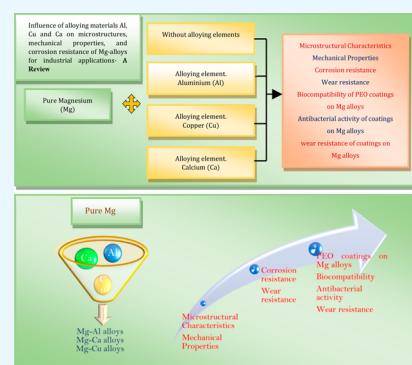 Influence of alloying materials Al,
Cu and Ca on microstructures,
mechanical properties, and
corrosion resistance of Mg-alloys
for industrial applications- A
Review
Pure Magnesium
(Mg)
Without alloying elements
Alloying element.
Aluminium (Al)
Alloying element.
Copper (Cu)
Alloying element.
Calcium (Ca)
Microstructural Characteristics
Mechanical Properties
Corrosion resistance
Wear resistance
Biocompatibility of PEO coatings
on Mg alloys
Antibacterial activity of coatings
on Mg alloys
wear resistance of coatings on
Mg alloys
Pure Mg
Ca
Al
Mg-Al alloys
Mg-Ca alloys
Mg-Cu alloys
Microstructural
Characteristics
Mechanical
Properties
Corrosion
resistance
Wear
resistance
PEO coatings on
Mg alloys
Biocompatibility
Antibacterial
activity
Wear resistance